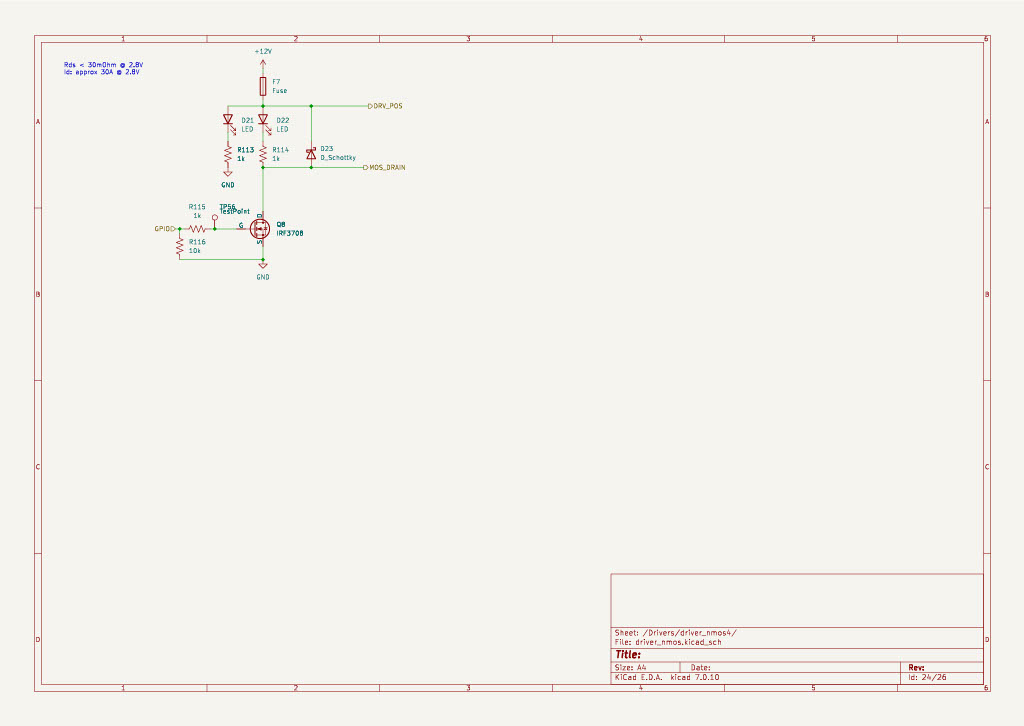 1 2 3 4 5 6
+12V
Rds < 30mOhm @ 2.8V
Id: approx 30A @ 2.8V
F7
Fuse
DRV_POS
A A
D21
LED
D22
LED
R113
1k
R114
1k
D23
D_Schottky
MOS_DRAIN
GND
R115
1k
TP56
TestPoint
GPIO
G
D
S
Q8
IRF3708
R116
10k
GND
B B
C C
D D
Sheet: /Drivers/driver_nmos4/
File: driver_nmos.kicad_sch
Title:
Size: A4 Date: Rev:
KiCad E.D.A. kicad 7.0.10 Id: 24/26
1 2 3 4 5 6